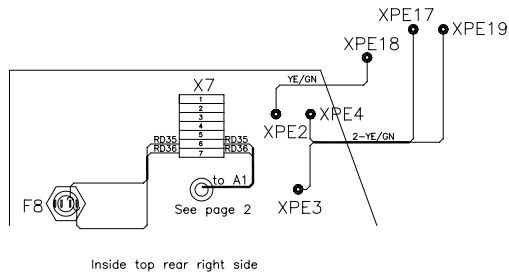 XPE17
XPE19
XPE18
YE/GN
X7
1
2
3
4
5
6
7
XPE2
XPE4
2-YE/GN
RD35
RD36
RD35
RD36
to A1
See page 2
F8
XPE3
Inside top rear right side